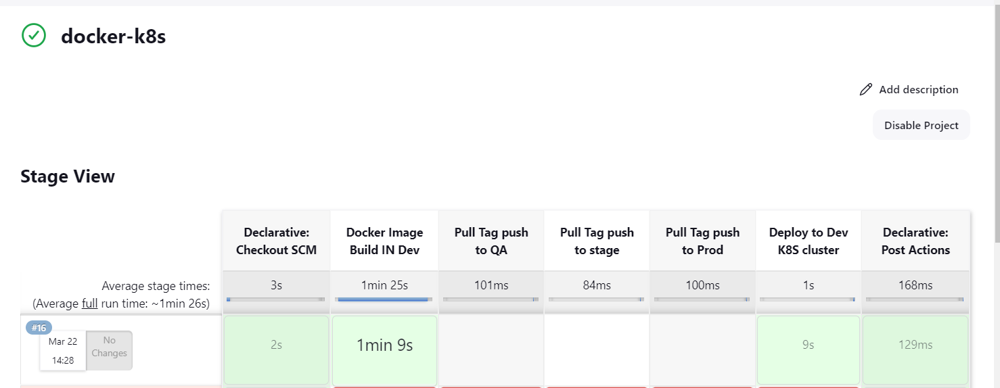 docker-k8s
Add description
Disable Project
Stage View
Declarative: Docker Image Pull Tag push Pull Tag push Pull Tag push Deploy to Dev Declarative:
Checkout SCM Build IN Dev to QA to stage to Prod K8S cluster Post Actions
Average stage times: 3s 1min 25s 101ms 84ms 100ms 1s 168ms
(Average full run time: ~1min 26s)
#16
Mar 22 No
Changes
14:28
2s 1min 9s 9s 129ms